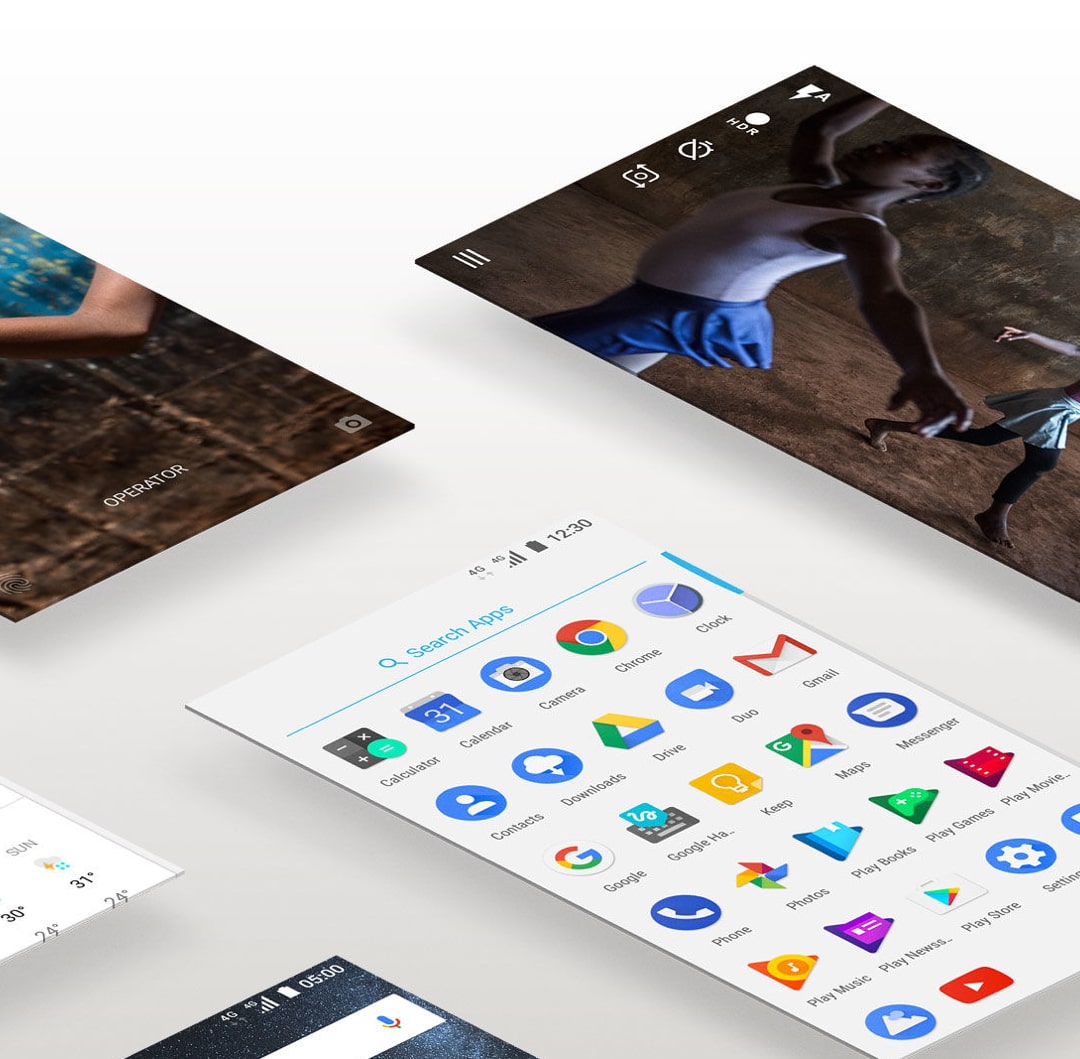 A
HDR
OPERATOR
4G 4G 12:30
Search Apps
Calculator
31
Calendar
Camera
Chrome
Clock
Contacts
Downloads
Drive
Duo
Gmail
Google
Google Ha..
Keep
Maps
Messenger
Phone
Photos
Play Books
Play Games
Play Movie..
Play Music
Play Newss..
Play Store
SUN
31°
24°
30°
24°
4G 4G 05:00